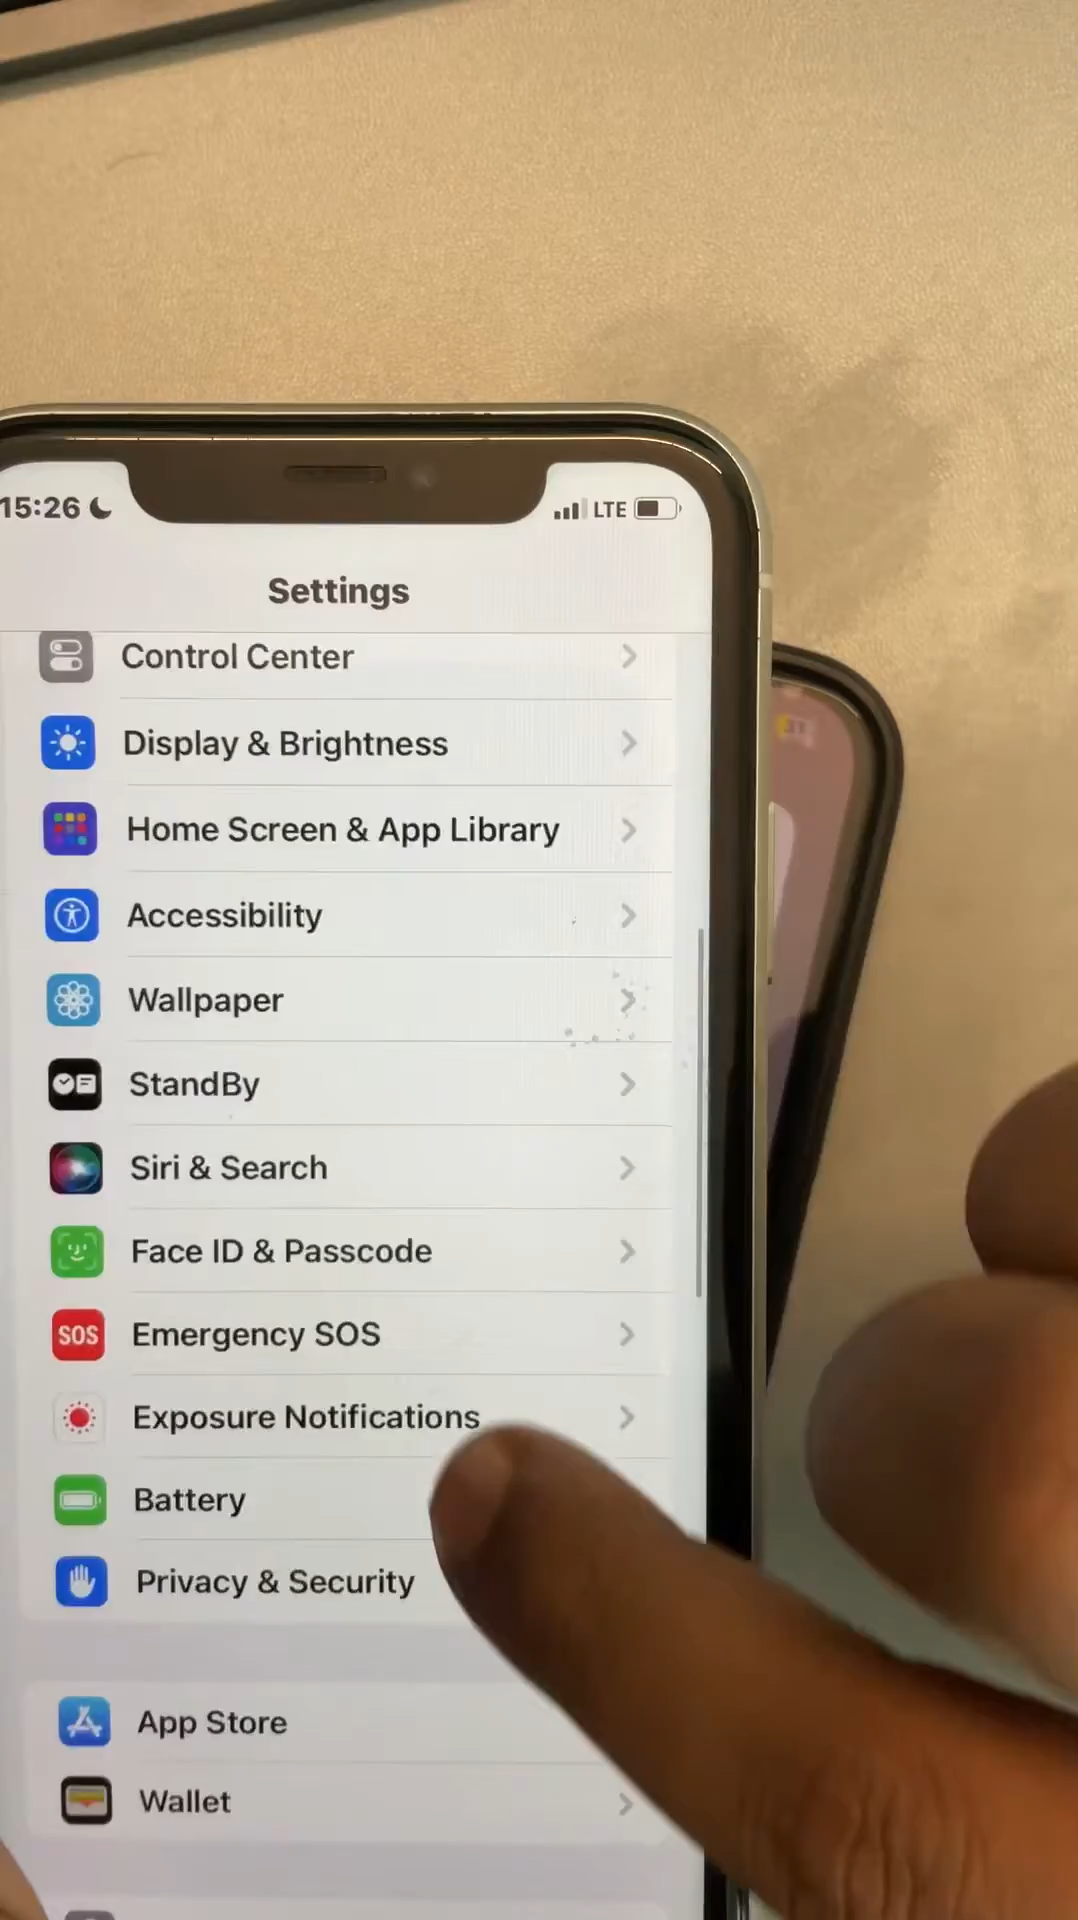 15:26
LTE
Settings
Control Center
Display & Brightness
Home Screen & App Library
Accessibility
Wallpaper
StandBy
Siri & Search
Face ID & Passcode
SOS
Emergency SOS
Exposure Notifications
Battery
Privacy & Security
App Store
Wallet